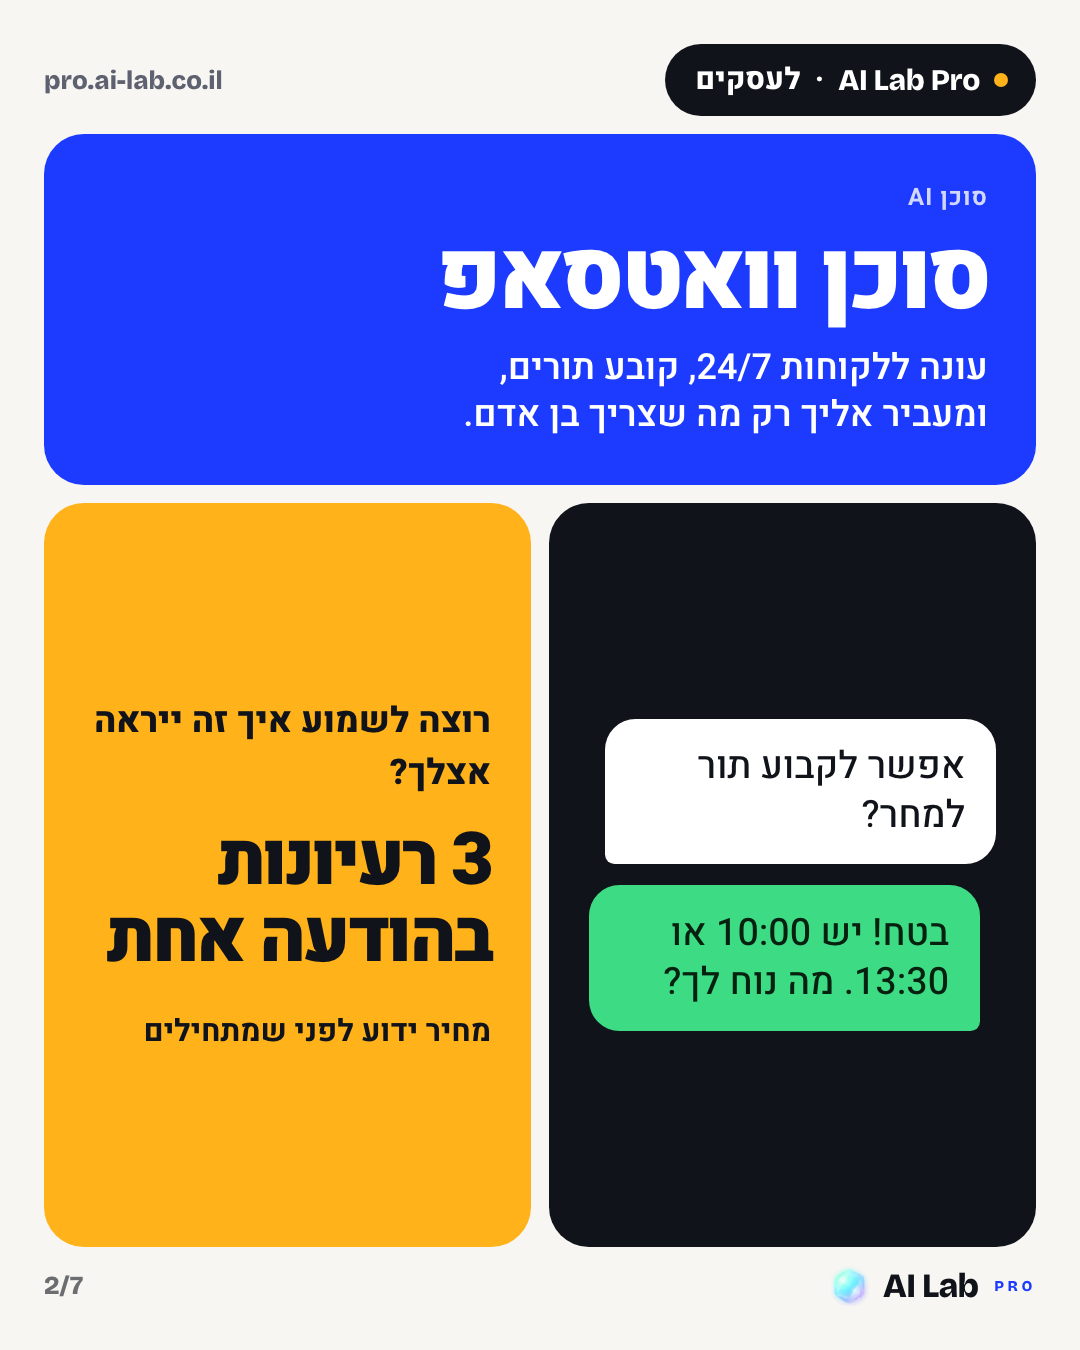 AI Lab Pro · לעסקים
pro.ai-lab.co.il
סוכן AI
סוכן וואטסאפ
עונה ללקוחות 24/7, קובע תורים,
ומעביר אליך רק מה שצריך בן אדם.
אפשר לקבוע תור
למחר?
בטח! יש 10:00 או
13:30. מה נוח לך?
רוצה לשמוע איך זה ייראה
אצלך?
3 רעיונות
בהודעה אחת
מחיר ידוע לפני שמתחילים
AI Lab PRO
2/7